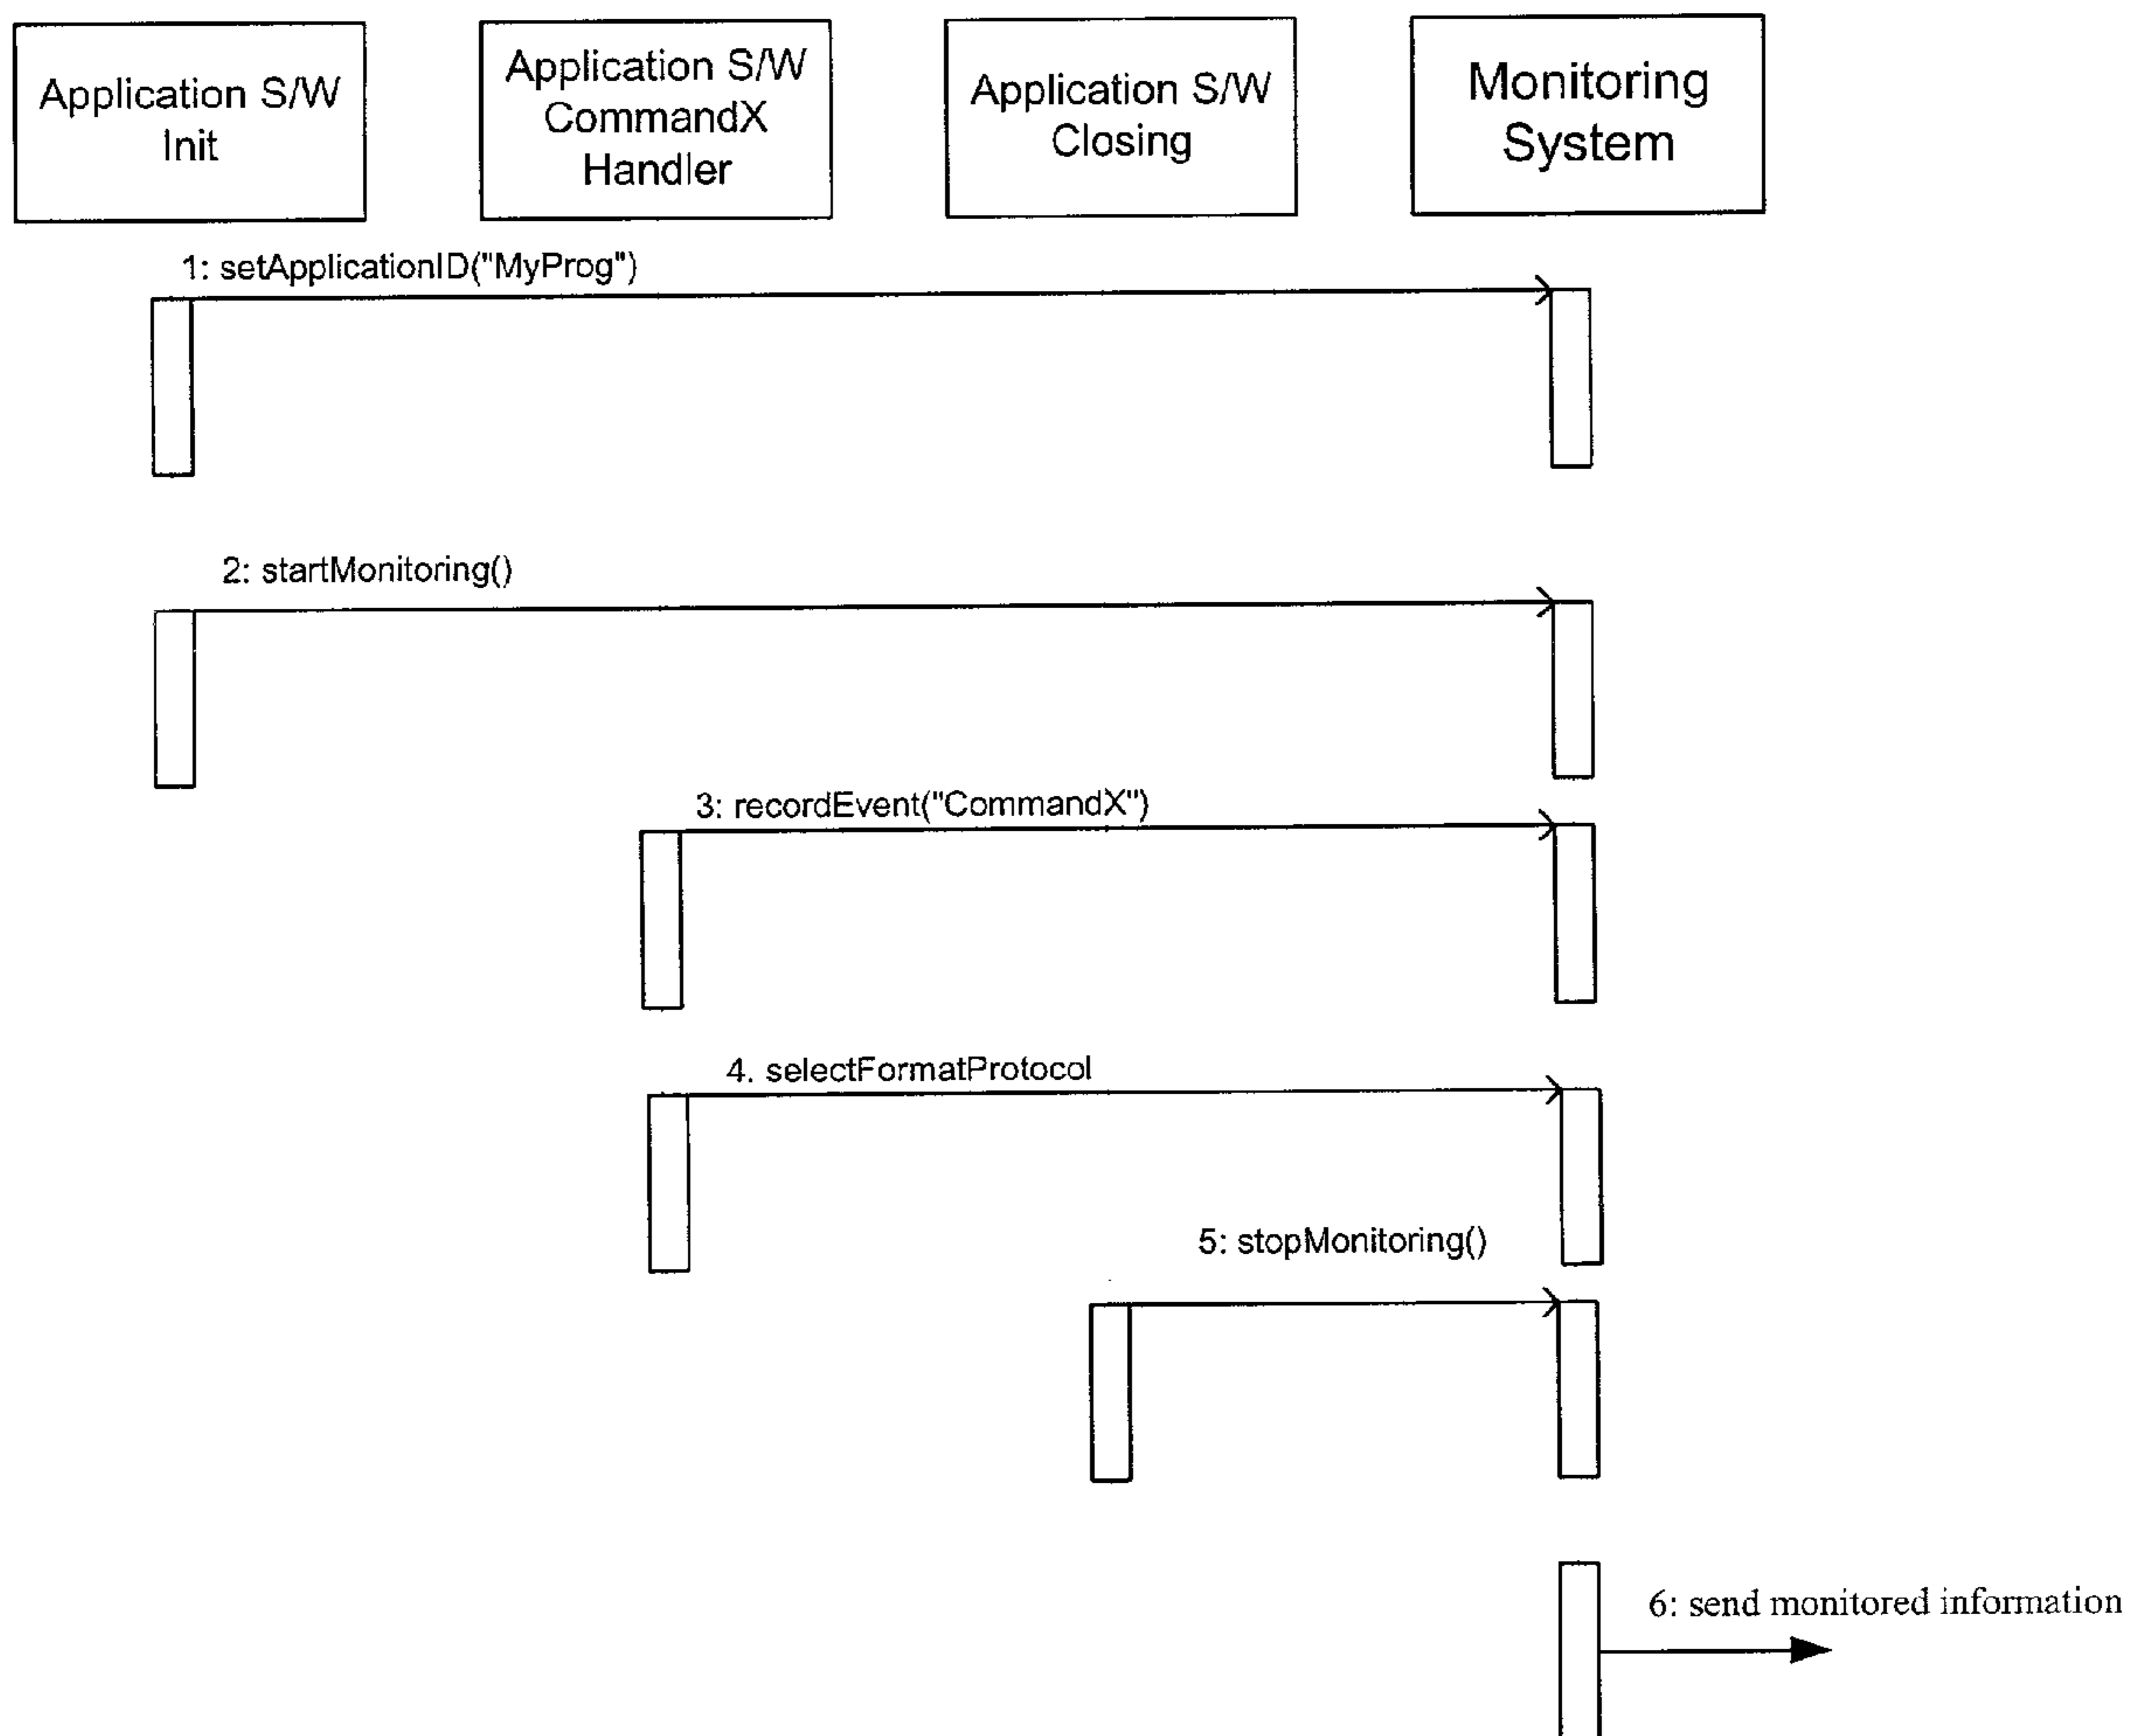 Application S/W
Init
Application S/W
CommandX
Handler
Application S/W
Closing
Monitoring
System
1: setApplicationID("MyProg")
2: startMonitoring()
3: recordEvent("CommandX")
4. selectFormatProtocol
5: stopMonitoring()
6: send monitored information